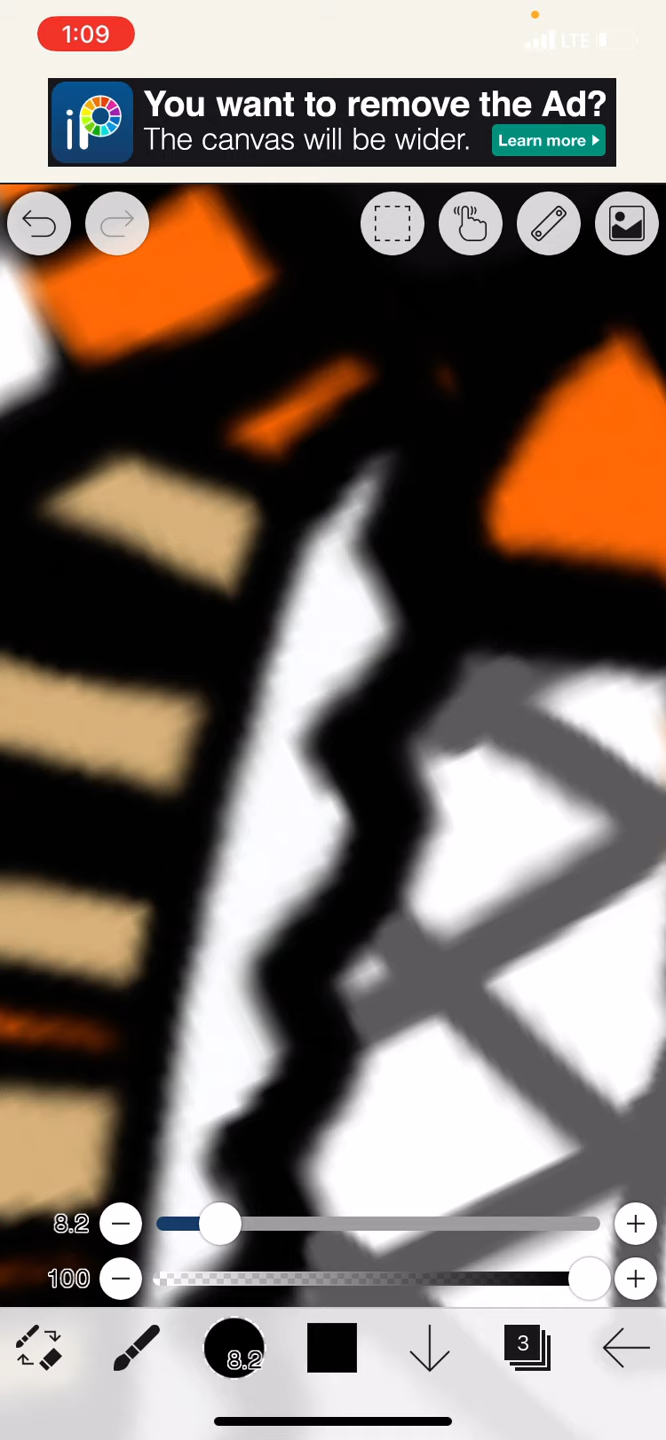 1:09
LTE
iP
You want to remove the Ad?
The canvas will be wider.
Learn more
8.2
100
8.2
3